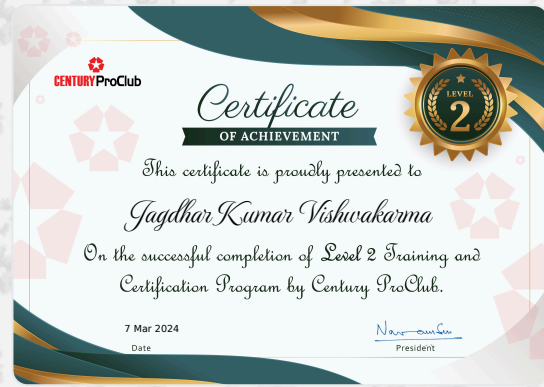 CENTURY ProClub
Certificate
OF ACHIEVEMENT
LEVEL
2
This certificate is proudly presented to
Jagdhar Kumar Vishwakarma
On the successful completion of Level 2 Training and
Certification Program by Century ProClub.
7 Mar 2024
Date
President